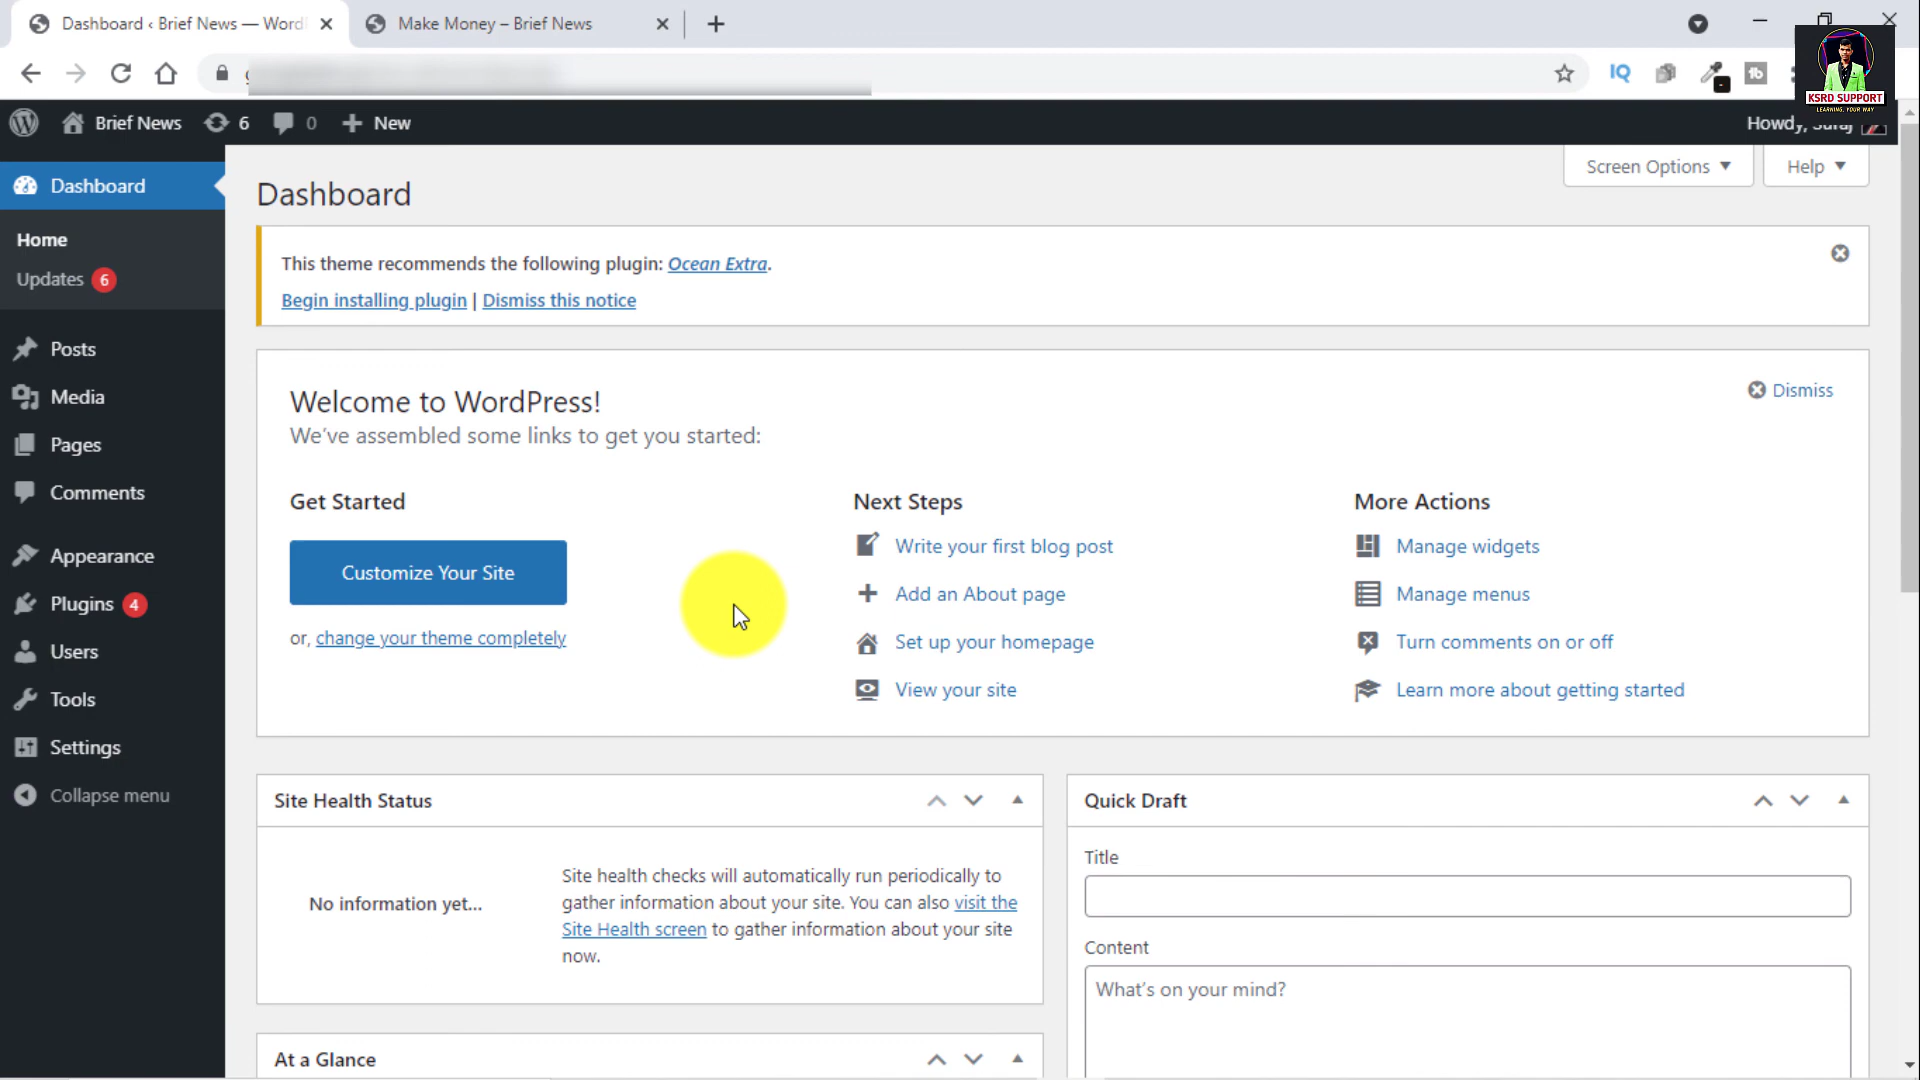 Dashboard ‹ Brief News — Word
Make Money – Brief News
IQ
tb
KSRD SUPPORT
LEARNING, YOUR WAY
Brief News
6
0
New
Howdy, Suraj
Dashboard
Home
Updates 6
Posts
Media
Pages
Comments
Appearance
Plugins 4
Users
Tools
Settings
Collapse menu
Screen Options
Help
Dashboard
This theme recommends the following plugin: Ocean Extra.
Begin installing plugin | Dismiss this notice
Welcome to WordPress!
We've assembled some links to get you started:
Dismiss
Get Started
Customize Your Site
or, change your theme completely
Next Steps
Write your first blog post
Add an About page
Set up your homepage
View your site
More Actions
Manage widgets
Manage menus
Turn comments on or off
Learn more about getting started
Site Health Status
No information yet...
Site health checks will automatically run periodically to
gather information about your site. You can also visit the
Site Health screen to gather information about your site
now.
At a Glance
Quick Draft
Title
Content
What's on your mind?